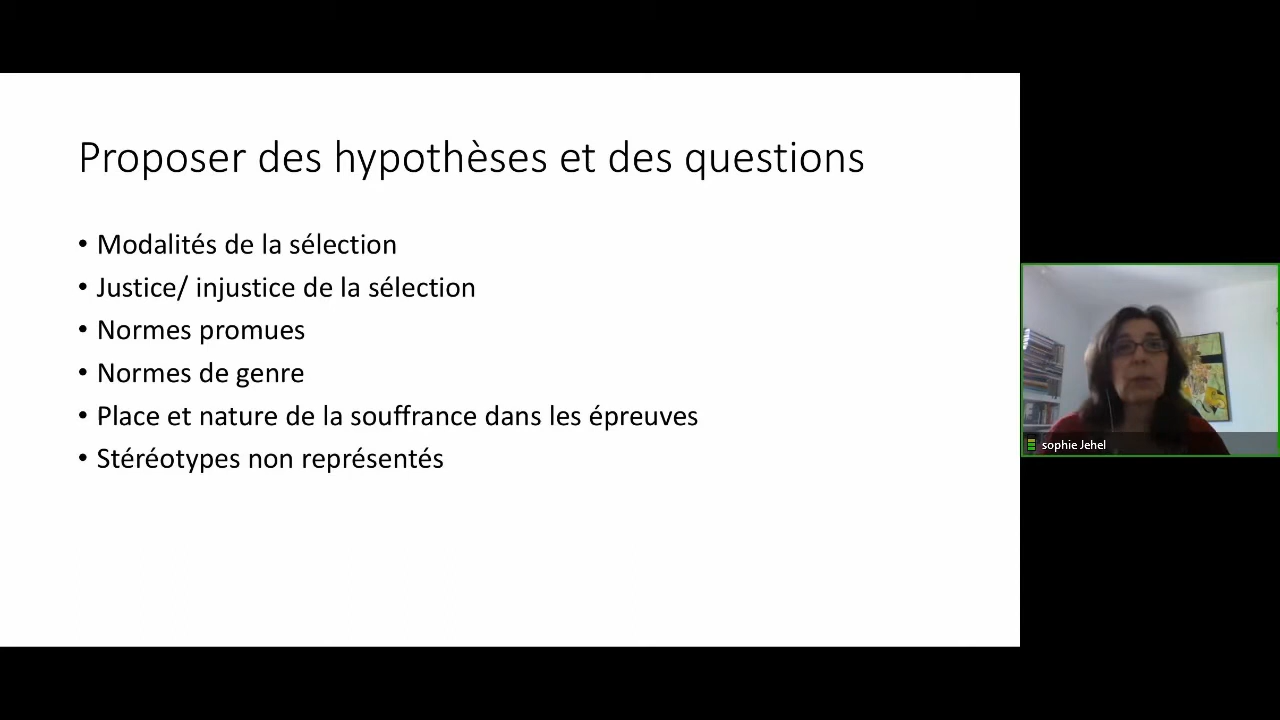 Proposer des hypothèses et des questions
• Modalités de la sélection
• Justice/ injustice de la sélection
• Normes promues
• Normes de genre
• Place et nature de la souffrance dans les épreuves
• Stéréotypes non représentés
sophie Jehel